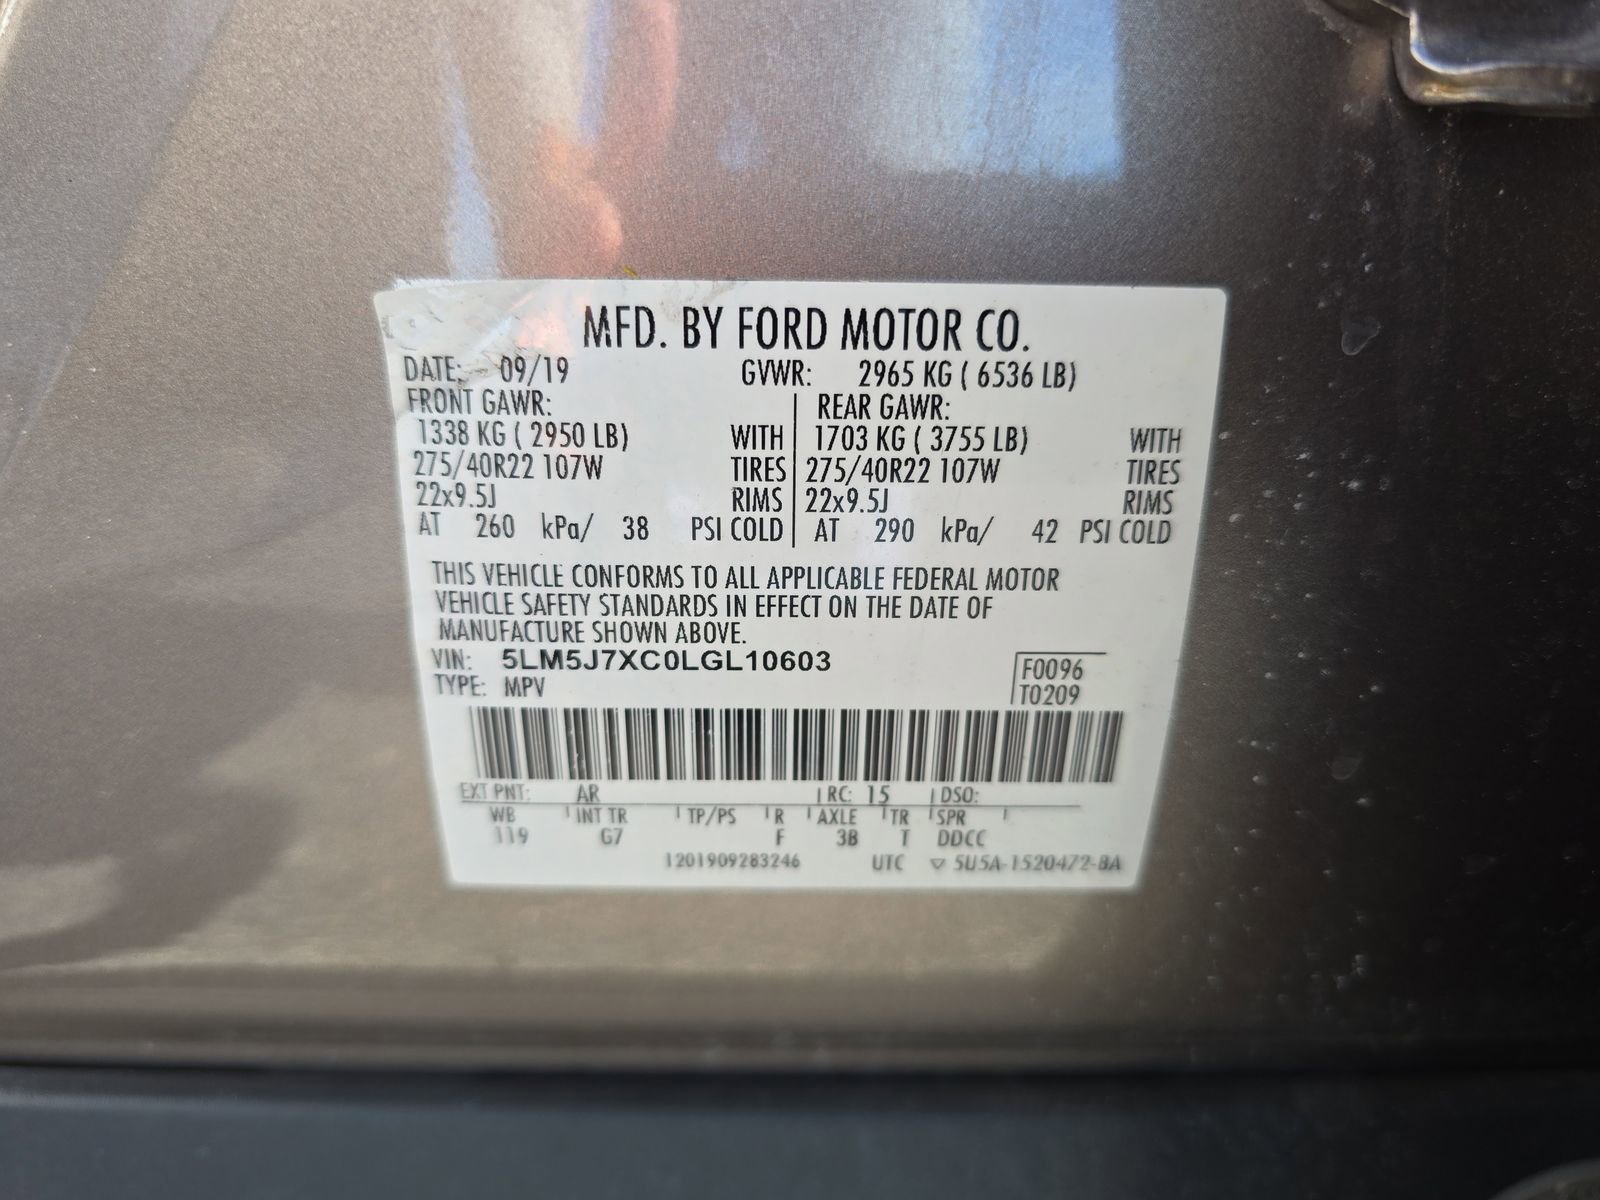 MFD. BY FORD MOTOR CO.
DATE: 09/19 GVWR: 2965 KG ( 6536 LB)
FRONT GAWR: REAR GAWR:
1338 KG ( 2950 LB) WITH 1703 KG ( 3755 LB) WITH
275/40R22 107W TIRES 275/40R22 107W TIRES
22x9.5J RIMS 22x9.5J RIMS
AT 260 kPa/ 38 PSI COLD AT 290 kPa/ 42 PSI COLD
THIS VEHICLE CONFORMS TO ALL APPLICABLE FEDERAL MOTOR
VEHICLE SAFETY STANDARDS IN EFFECT ON THE DATE OF
MANUFACTURE SHOWN ABOVE.
VIN: 5LM5J7XC0LGL10603 F0096
TYPE: MPV T0209
EXT PNT: AR RC: 15 DSO:
WB INT TR TP/PS R AXLE TR SPR
119 G7 F 3B T DDCC
1201909283246 UTC ▽ 5U5A-1520472-BA